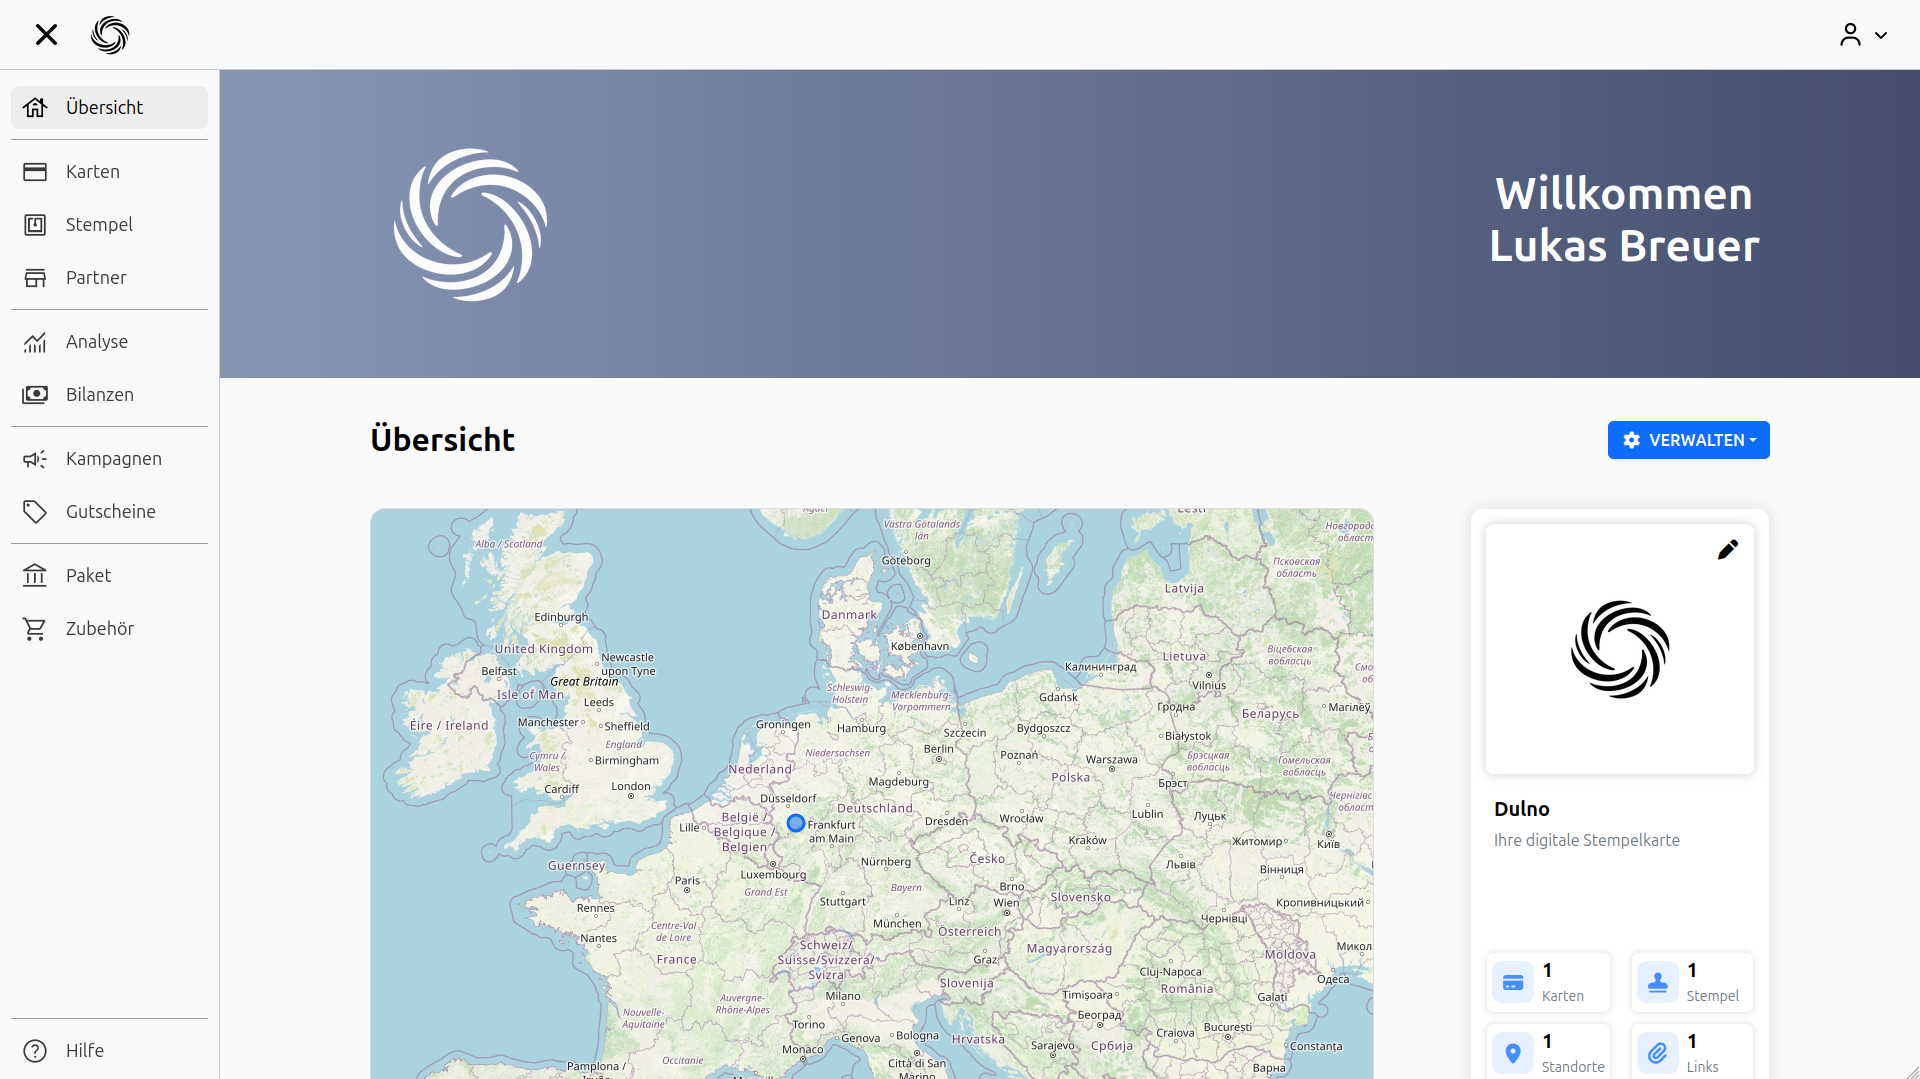 Übersicht
Karten
Stempel
Partner
Analyse
Bilanzen
Kampagnen
Gutscheine
Paket
Zubehör
Hilfe
Willkommen
Lukas Breuer
Übersicht
VERWALTEN
Västra Götalands
län
Göteborg
Alba / Scotland
Edinburgh
United Kingdom
Newcastle
upon Tyne
Belfast
Great Britain
Isle of Man
Leeds
Manchester
Sheffield
Éire / Ireland
England
Birmingham
Cymru /
Wales
Cardiff
London
Danmark
København
Latvija
Псковская
область
Lietuva
Віцебская
вобласць
Калининград
Vilnius
Schleswig-
Holstein
Mecklenburg-
Vorpommern
Gdańsk
Гродна
Беларусь
Магілёў
Groningen
Hamburg
Szczecin
Bydgoszcz
Białystok
Niedersachsen
Berlin
Poznań
Warszawa
Брэсцкая
вобласць
Гомельская
вобласць
Nederland
Magdeburg
Polska
Брэст
Düsseldorf
Deutschland
Lublin
Луцьк
België /
Belgique /
Belgien
Lille
Frankfurt
am Main
Dresden
Wrocław
Kraków
Житомир
Київ
Guernsey
Luxembourg
Nürnberg
Česko
Львів
Вінниця
Paris
Grand Est
Bayern
Brno
Slovensko
Rennes
Stuttgart
Linz
Wien
Кропивницький
Чернівці
München
Nantes
Centre-Val
de Loire
Österreich
France
Schweiz/
Suisse/Svizzera/
Svizra
Graz
Magyarország
Moldova
Микол
Slovenija
Cluj-Napoca
Одеса
Auvergne-
Rhône-Alpes
Milano
Timișoara
România
Galați
Nouvelle-
Aquitaine
Torino
Genova
Bologna
Hrvatska
Београд
Craiova
București
Monaco
Sarajevo
Србија
Constanța
Occitanie
Città di San
Marino
Pamplona /
Варна
Dulno
Ihre digitale Stempelkarte
1
Karten
1
Stempel
1
Standorte
1
Links